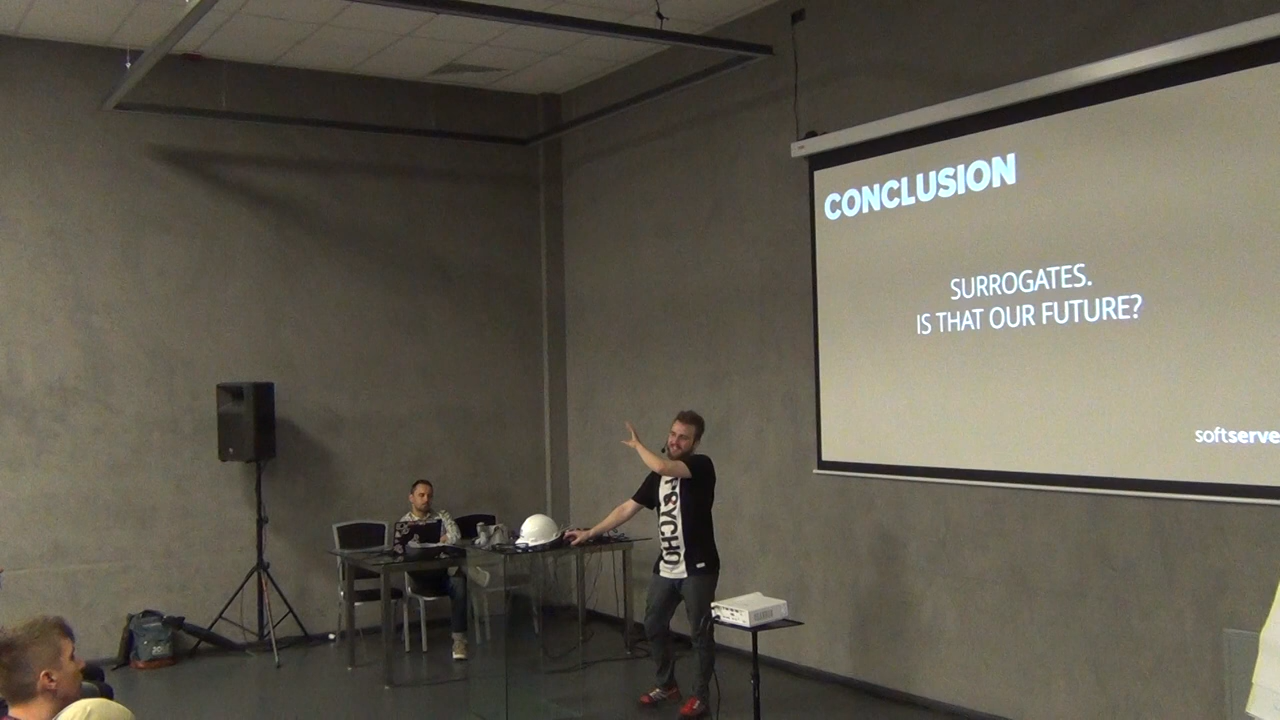 CONCLUSION
SURROGATES.
IS THAT OUR FUTURE?
softserve
PSYCHO